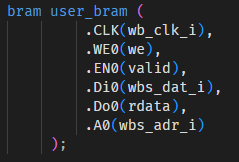 bram user_bram (
.CLK(wb_clk_i),
.WE0(we),
.EN0(valid),
.Di0(wbs_dat_i),
.Do0(rdata),
.A0(wbs_adr_i)
);